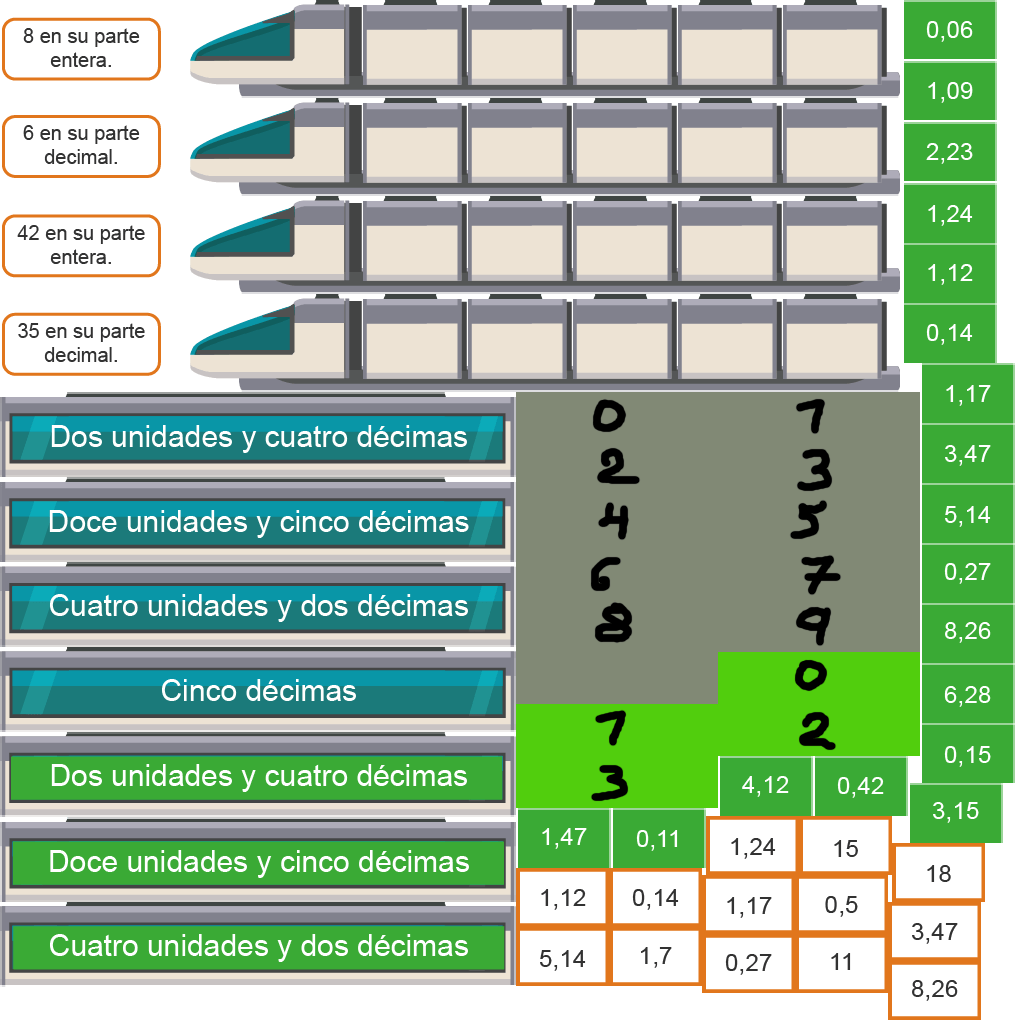 8 en su parte
entera.
6 en su parte
decimal.
42 en su parte
entera.
35 en su parte
decimal.
0,06
1,09
2,23
1,24
1,12
0,14
1,17
3,47
5,14
0,27
8,26
6,28
0,15
3,15
Dos unidades y cuatro décimas
Doce unidades y cinco décimas
Cuatro unidades y dos décimas
Cinco décimas
Dos unidades y cuatro décimas
Doce unidades y cinco décimas
Cuatro unidades y dos décimas
0 1
2 3
4 5
6 7
8 9
0
1 2
3
4,12 0,42
1,47 0,11
1,24 15
18
1,12 0,14
1,17 0,5
3,47
5,14 1,7
0,27 11
8,26